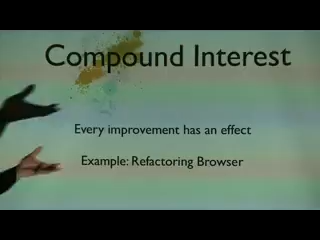 Compound Interest
Every improvement has an effect
Example: Refactoring Browser